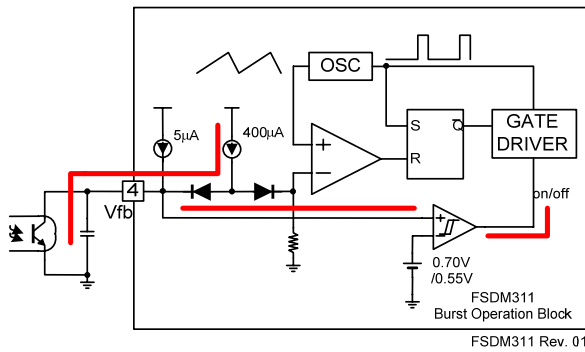 OSC
5μA
400μA
S
Q
R
GATE
DRIVER
+
−
4
Vfb
on/off
+
−
0.70V
/0.55V
FSDM311
Burst Operation Block
FSDM311 Rev. 01